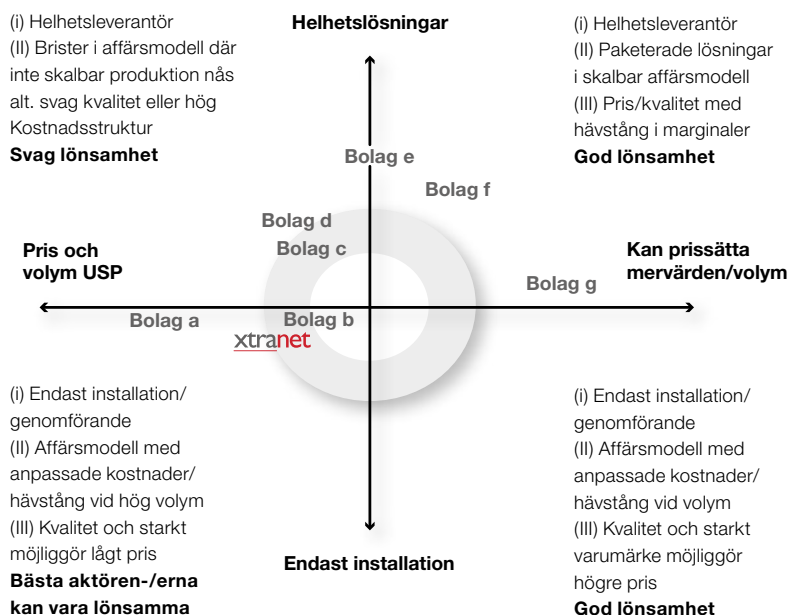 (i) Helhetsleverantör
(II) Brister i affärsmodell där
inte skalbar produktion nås
alt. svag kvalitet eller hög
Kostnadsstruktur
Svag lönsamhet
Helhetslösningar
(i) Helhetsleverantör
(II) Paketerade lösningar
i skalbar affärsmodell
(III) Pris/kvalitet med
hävstång i marginaler
God lönsamhet
Bolag e
Bolag f
Bolag d
Bolag c
Pris och
volym USP
Kan prissätta
mervärden/volym
Bolag g
Bolag a
Bolag b
xtranet
(i) Endast installation/
genomförande
(II) Affärsmodell med
anpassade kostnader/
hävstång vid hög volym
(III) Kvalitet och starkt
möjliggör lågt pris
Bästa aktören-/erna
kan vara lönsamma
Endast installation
(i) Endast installation/
genomförande
(II) Affärsmodell med
anpassade kostnader/
hävstång vid volym
(III) Kvalitet och starkt
varumärke möjliggör
högre pris
God lönsamhet